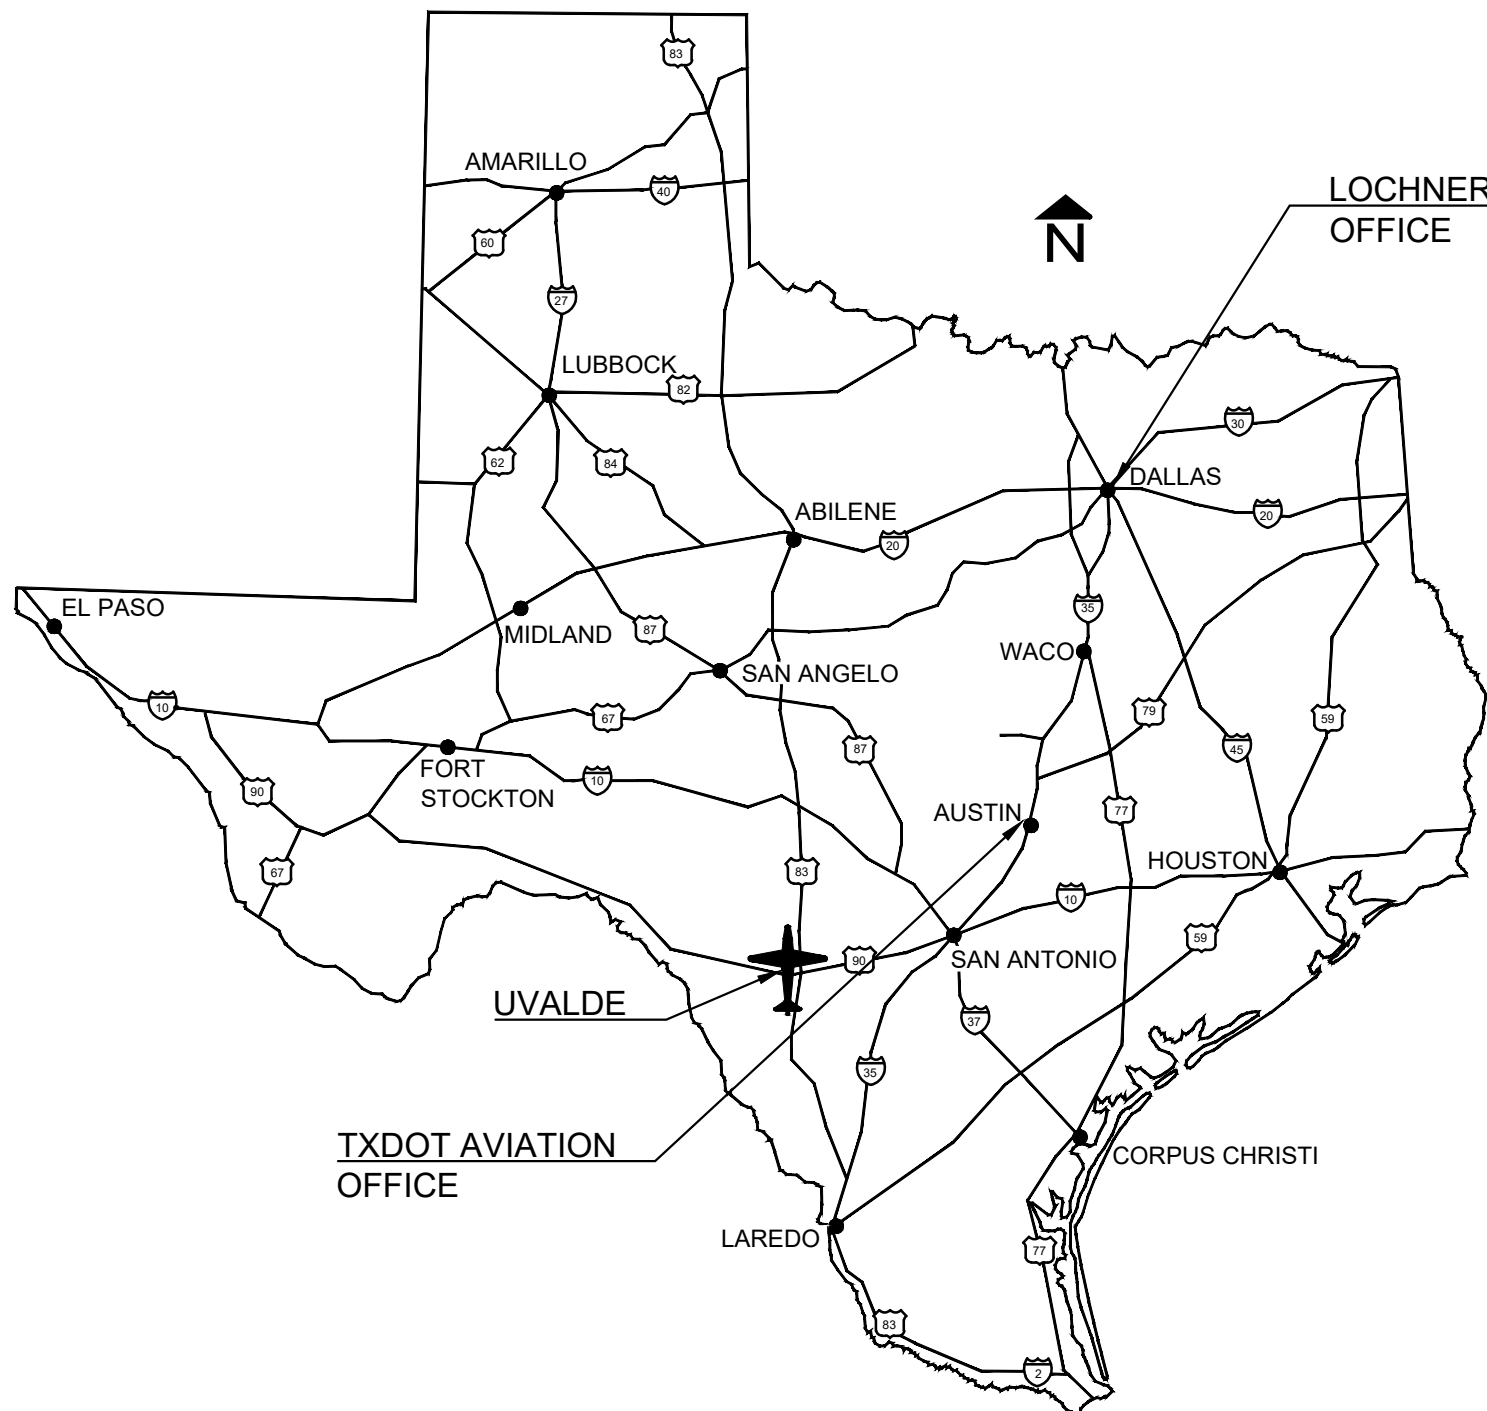 83
AMARILLO
40
LOCHNER
OFFICE
N
60
27
LUBBOCK
82
30
62
84
DALLAS
ABILENE
20
20
EL PASO
35
MIDLAND
87
WACO
SAN ANGELO
10
67
79
59
87
45
FORT
STOCKTON
10
90
AUSTIN
77
HOUSTON
67
83
10
59
90
SAN ANTONIO
UVALDE
37
35
TXDOT AVIATION
OFFICE
CORPUS CHRISTI
LAREDO
77
83
2